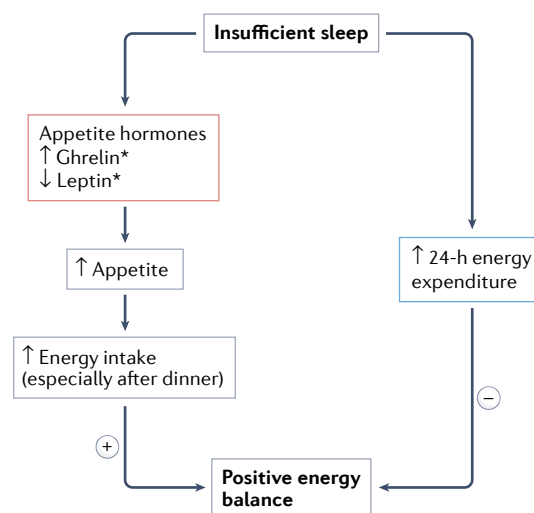 Insufficient sleep
Appetite hormones
↑ Ghrelin*
↓ Leptin*
↑ Appetite
↑ 24-h energy
expenditure
↑ Energy intake
(especially after dinner)
+
−
Positive energy
balance